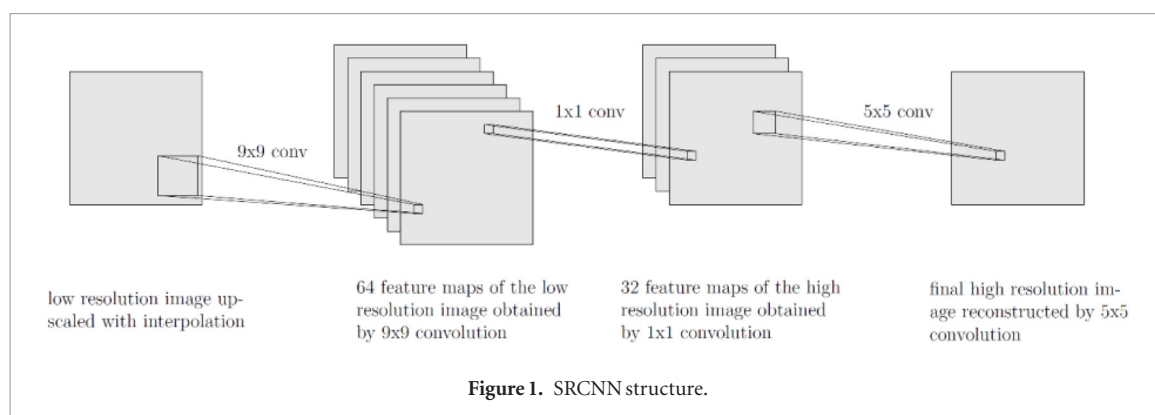 9x9 conv
1x1 conv
5x5 conv
low resolution image up-
scaled with interpolation
64 feature maps of the low
resolution image obtained
by 9x9 convolution
32 feature maps of the high
resolution image obtained
by 1x1 convolution
final high resolution im-
age reconstructed by 5x5
convolution
Figure 1. SRCNN structure.